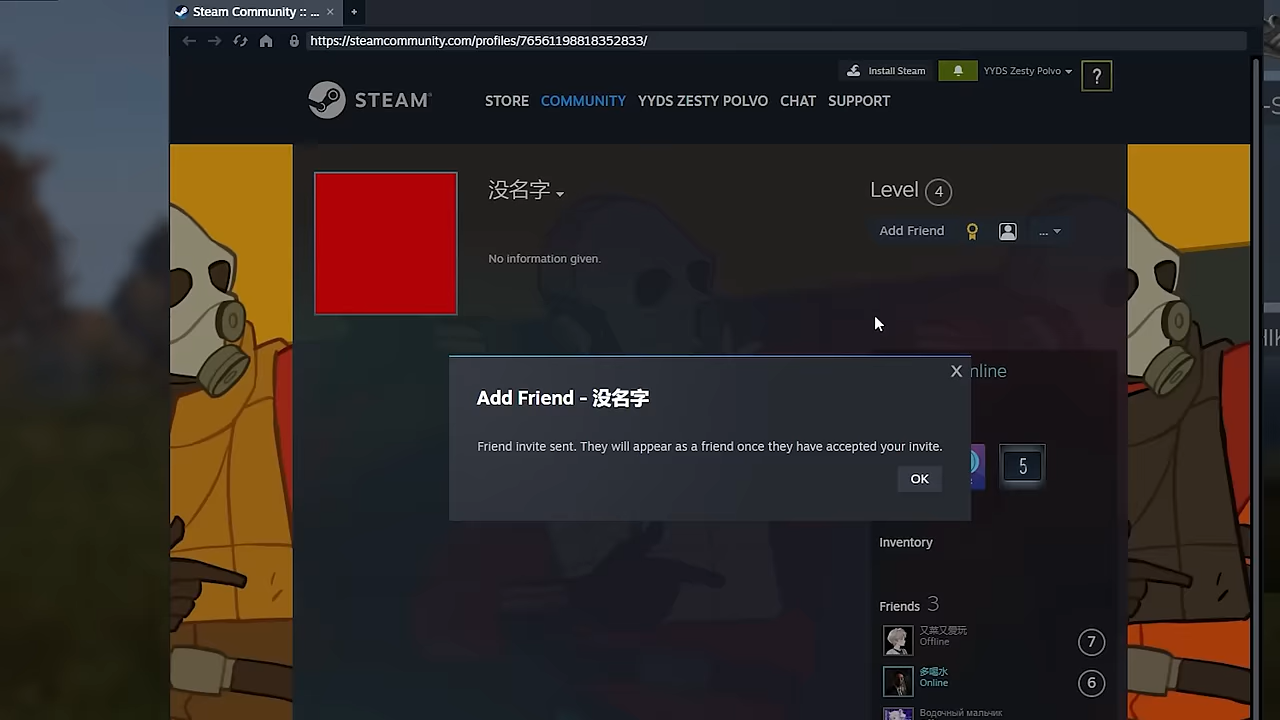 Steam Community :: ...
https://steamcommunity.com/profiles/76561198818352833/
Install Steam
YYDS Zesty Polvo
?
STEAM
STORE COMMUNITY YYDS ZESTY POLVO CHAT SUPPORT
没名字
Level 4
Add Friend
...
No information given.
nline
Add Friend - 没名字
X
Friend invite sent. They will appear as a friend once they have accepted your invite.
OK
5
Inventory
Friends 3
又菜又爱玩
Offline
7
多喝水
Online
6
Водочный мальчик